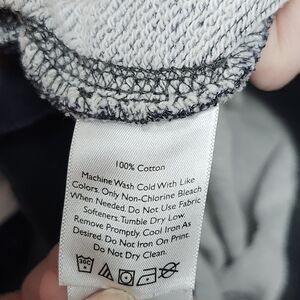 100% Cotton
Machine Wash Cold With Like
Colors. Only Non-Chlorine Bleach
When Needed. Do Not Use Fabric
Softeners. Tumble Dry Low.
Remove Promptly. Cool Iron As
Desired. Do Not Iron On Print.
Do Not Dry Clean.